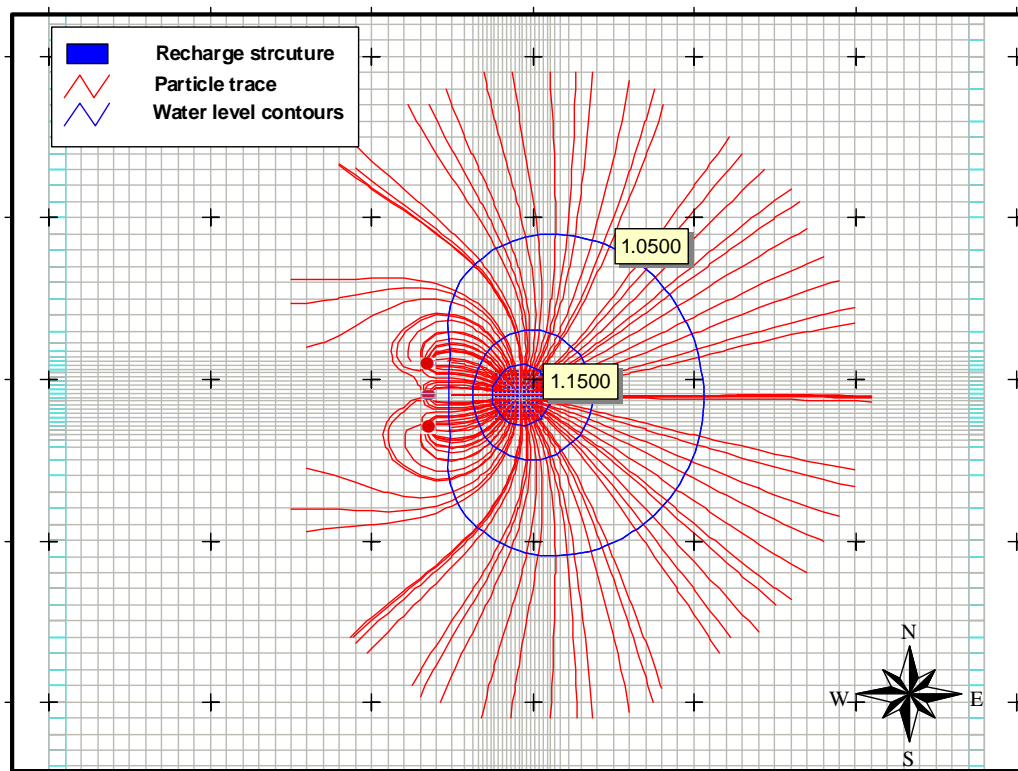 Recharge strcuture
Particle trace
Water level contours
1.0500
1.1500
N
W
E
S